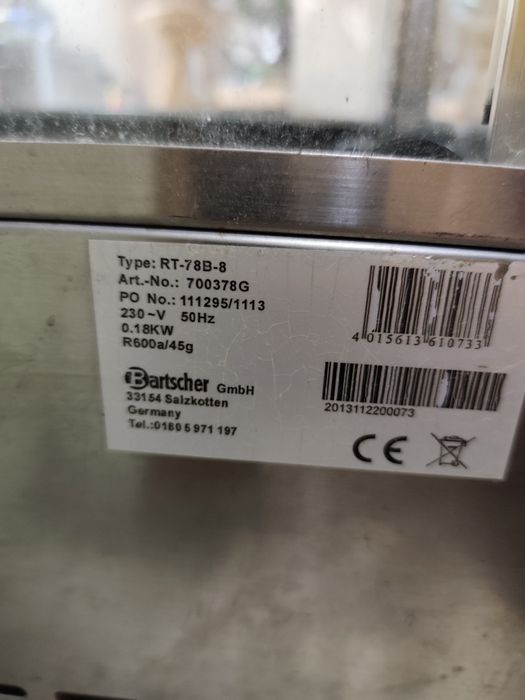 Type: RT-78B-8
Art.-No.: 700378G
PO No.: 111295/1113
230~V 50Hz
0.18KW
R600a/45g
Bartscher GmbH
33154 Salzkotten
Germany
Tel.:0180 5 971 197
4 015613 610733
2013112200073
CE